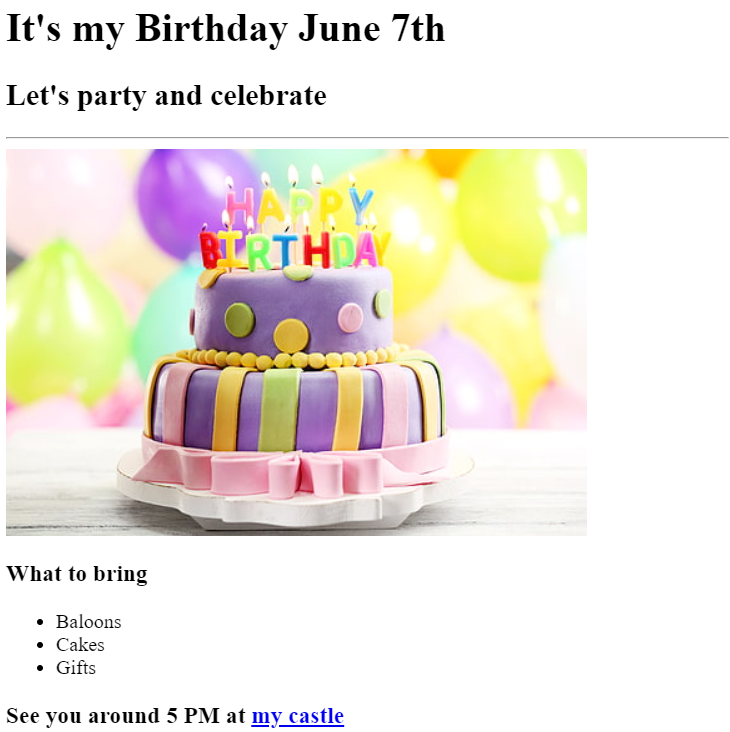 It's my Birthday June 7th
Let's party and celebrate
HAPPY
BIRTHDAY
What to bring
Baloons
Cakes
Gifts
See you around 5 PM at my castle